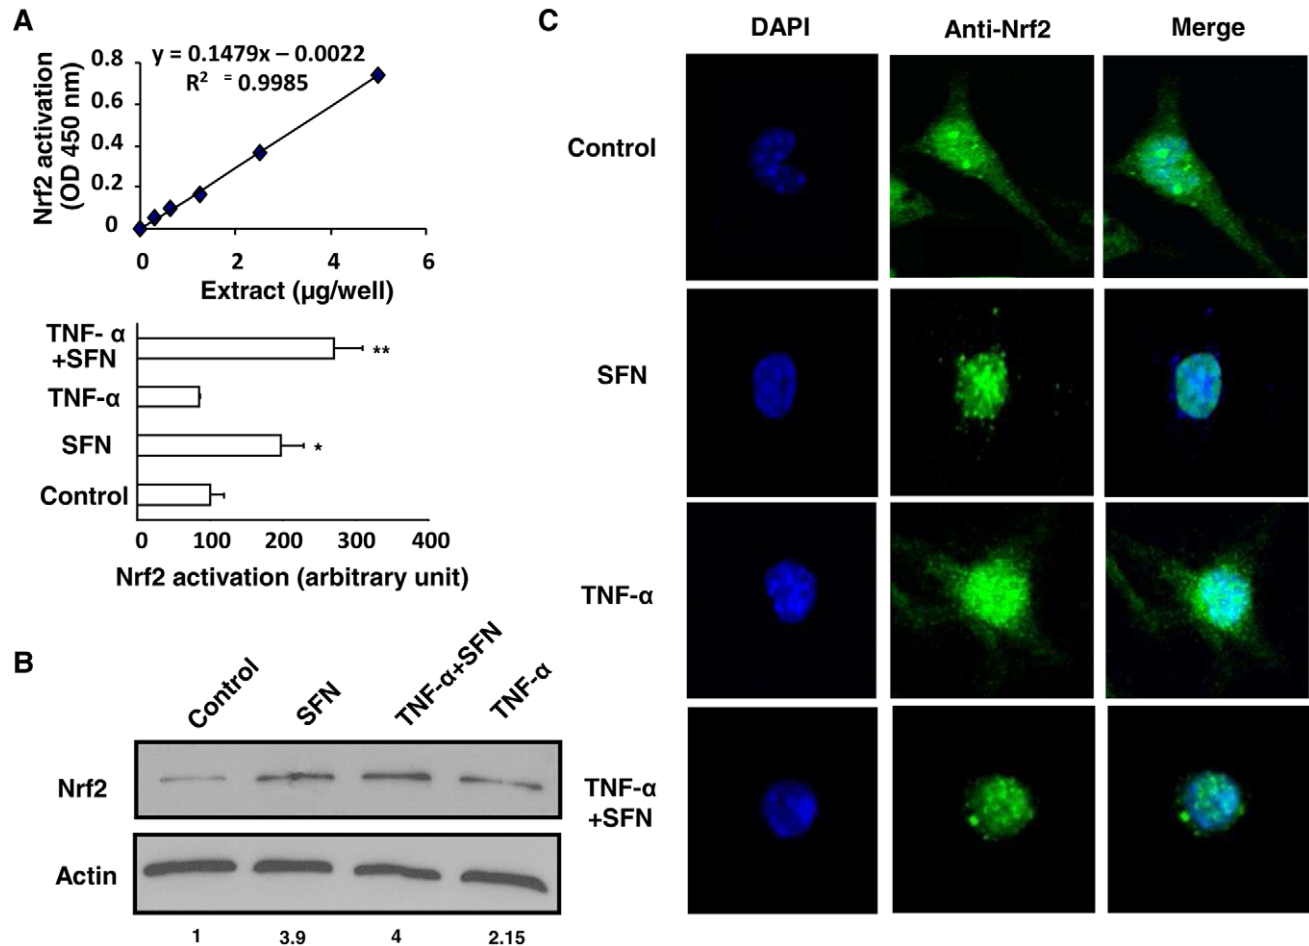 A
y = 0.1479x – 0.0022
R² = 0.9985
Nrf2 activation
(OD 450 nm)
0.8
0.6
0.4
0.2
0
0 2 4 6
Extract (µg/well)
TNF- α
+SFN
**
TNF-α
SFN
*
Control
0 100 200 300 400
Nrf2 activation (arbitrary unit)
B
Control SFN TNF-α+SFN TNF-α
Nrf2
Actin
1 3.9 4 2.15
C
DAPI Anti-Nrf2 Merge
Control
SFN
TNF-α
TNF-α
+SFN